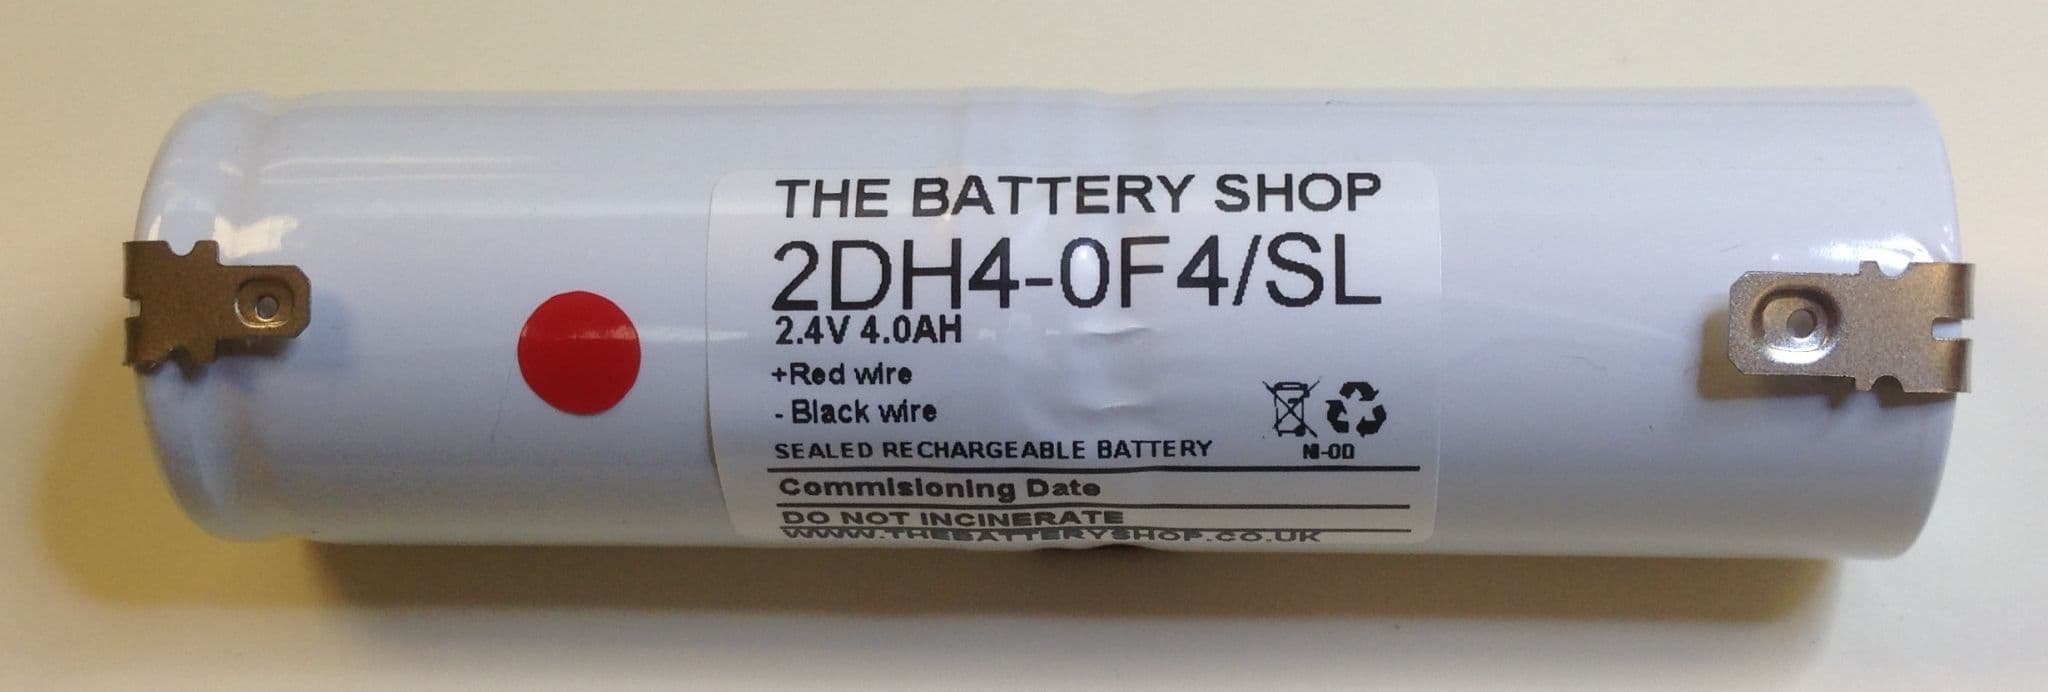 THE BATTERY SHOP
2DH4-0F4/SL
2.4V 4.0AH
+Red wire
- Black wire
SEALED RECHARGEABLE BATTERY
NI-OD
Commisioning Date
DO NOT INCINERATE
WWW.THEBATTERYSHOP.CO.UK